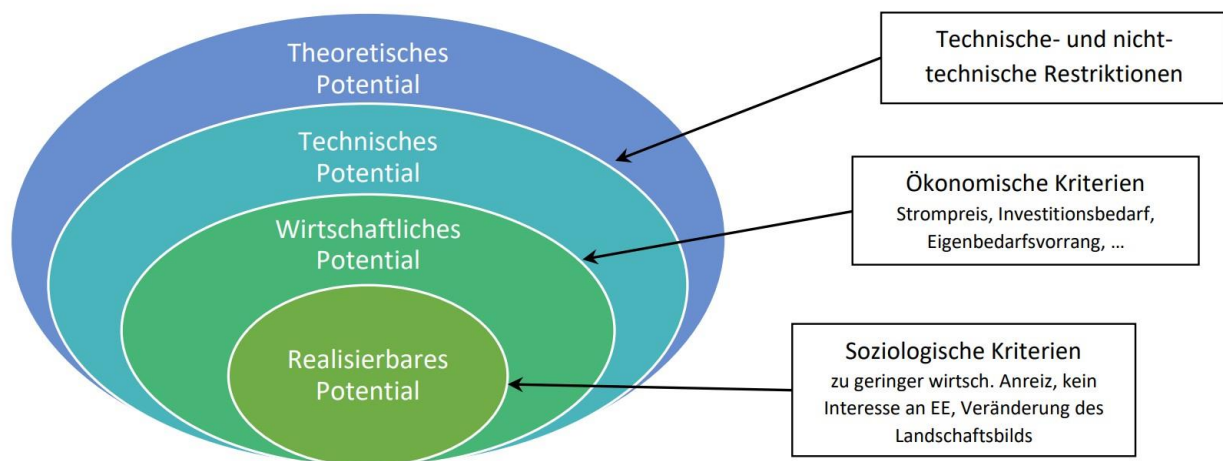 Theoretisches
Potential
Technisches
Potential
Wirtschaftliches
Potential
Realisierbares
Potential
Technische- und nicht-
technische Restriktionen
Ökonomische Kriterien
Strompreis, Investitionsbedarf,
Eigenbedarfsvorrang, ...
Soziologische Kriterien
zu geringer wirtsch. Anreiz, kein
Interesse an EE, Veränderung des
Landschaftsbilds